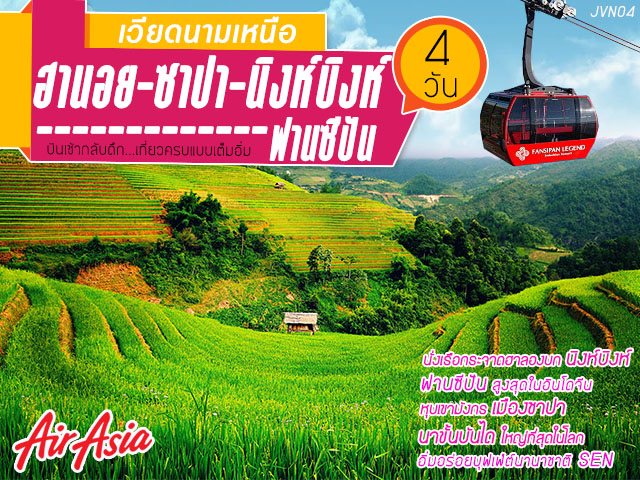 JVN04
เวียดนามเหนือ
ฮานอย-ซาปา-นิงห์บิงห์
4
วัน
ฟานซีปัน
บินเช้ากลับดึก...เที่ยวครบแบบเต็มอิ่ม
FANSIPAN LEGEND
นั่งเรือกระจาดฮาลองบก นิงห์บิงห์
ฟานซีปัน สูงสุดในอินโดจีน
หุบเขามังกร เมืองซาปา
นาขั้นบันได ใหญ่ที่สุดในโลก
อิ่มอร่อยบุฟเฟ่ต์นานาชาติ SEN
AirAsia